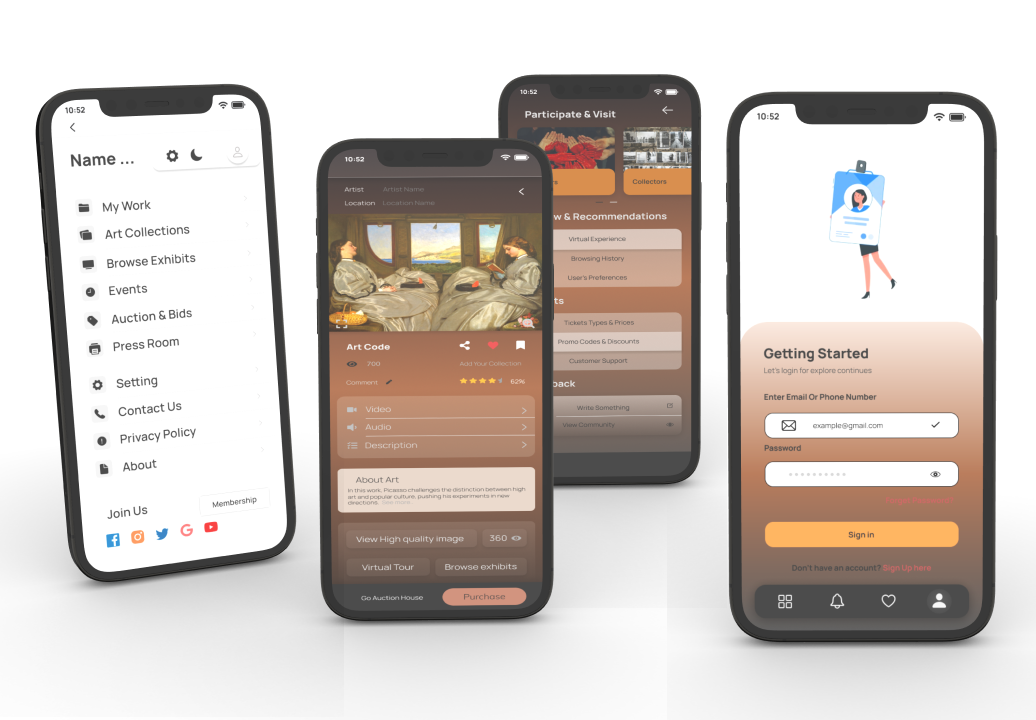 10:52
Name ...
My Work
Art Collections
Browse Exhibits
Events
Auction & Bids
Press Room
Setting
Contact Us
Privacy Policy
About
Join Us
Membership
10:52
Artist
Artist Name
Location
Location Name
Art Code
700
Add Your Collection
Comment
62%
Video
Audio
Description
About Art
In this work, Picasso challenges the distinction between high
art and popular culture, pushing his experiments in new
directions. See more
View High quality image
360
Virtual Tour
Browse exhibits
Go Auction House
Purchase
10:52
Participate & Visit
Collectors
w & Recommendations
Virtual Experience
Browsing History
User's Preferences
ts
Tickets Types & Prices
Promo Codes & Discounts
Customer Support
back
Write Something
View Community
10:52
Getting Started
Let's login for explore continues
Enter Email Or Phone Number
example@gmail.com
Password
Sign in
Don't have an account? Sign Up here